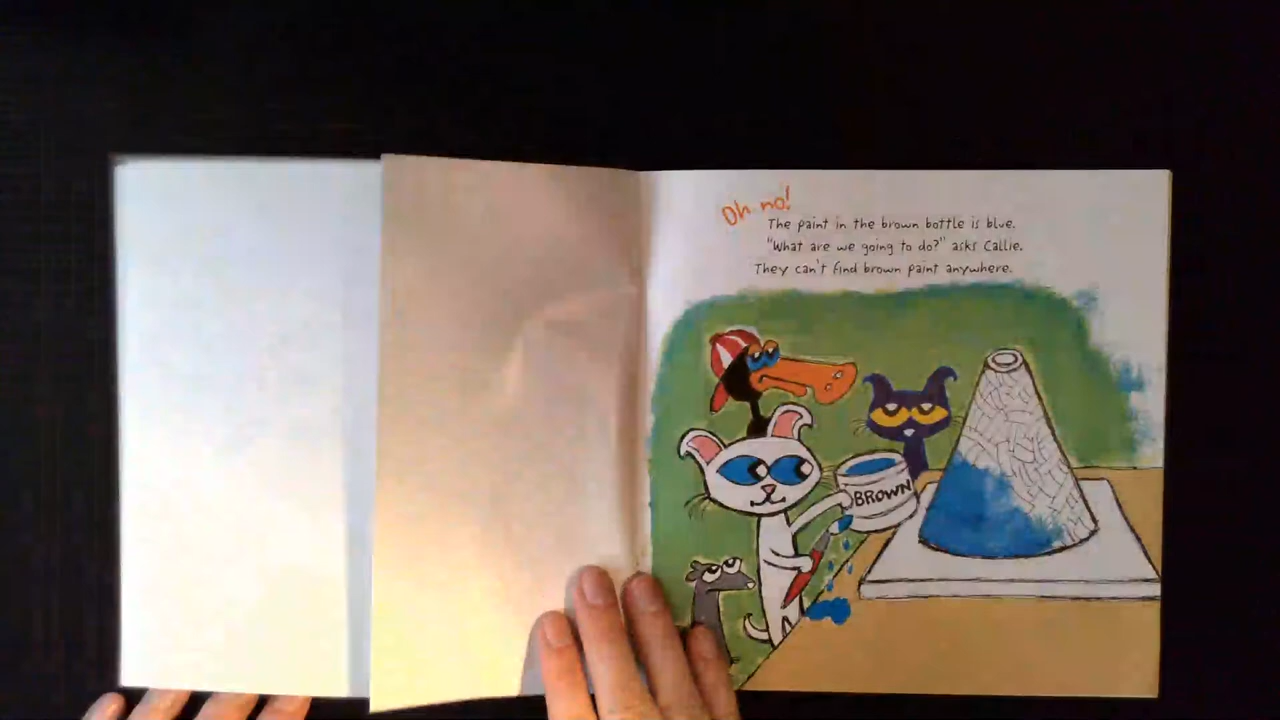 Oh no!
The paint in the brown bottle is blue.
"What are we going to do?" asks Callie.
They can't find brown paint anywhere.
BROWN